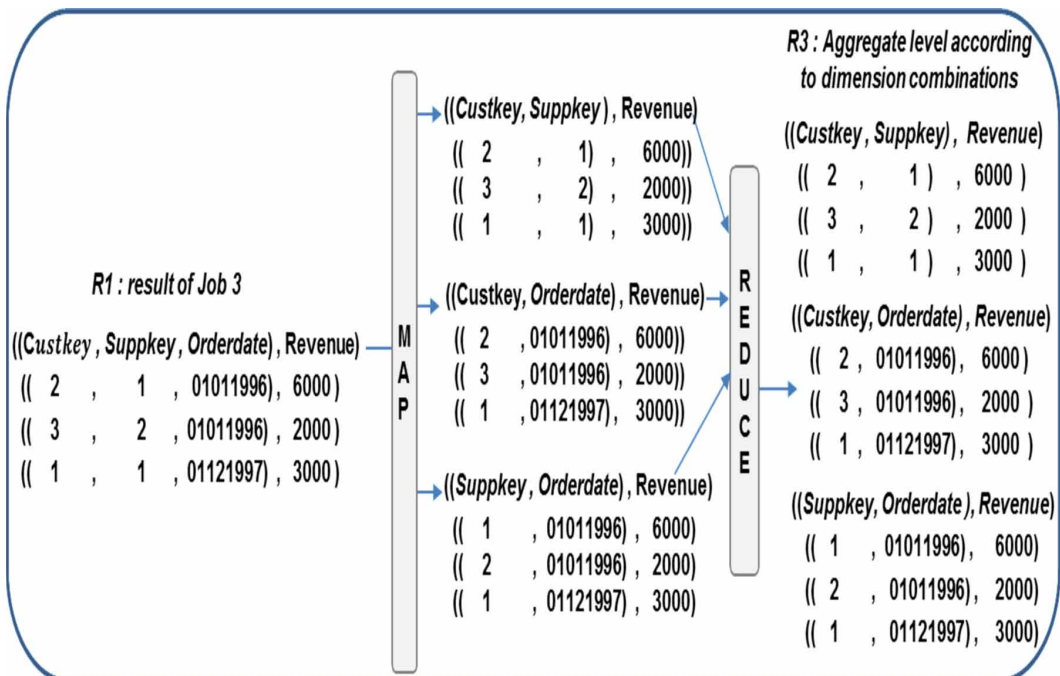 R1 : result of Job 3
((Custkey , Suppkey , Orderdate) , Revenue)
(( 2 , 1 , 01011996) , 6000 )
(( 3 , 2 , 01011996) , 2000 )
(( 1 , 1 , 01121997) , 3000 )
MAP
((Custkey, Suppkey ) , Revenue)
(( 2 , 1) , 6000))
(( 3 , 2) , 2000))
(( 1 , 1) , 3000))
((Custkey, Orderdate) , Revenue)
(( 2 , 01011996) , 6000))
(( 3 , 01011996) , 2000))
(( 1 , 01121997) , 3000))
((Suppkey, Orderdate) , Revenue)
(( 1 , 01011996) , 6000)
(( 2 , 01011996) , 2000)
(( 1 , 01121997) , 3000)
REDUCE
R3 : Aggregate level according
to dimension combinations
((Custkey , Suppkey) , Revenue)
(( 2 , 1 ) , 6000 )
(( 3 , 2 ) , 2000 )
(( 1 , 1 ) , 3000 )
((Custkey, Orderdate) , Revenue)
(( 2 , 01011996) , 6000 )
(( 3 , 01011996) , 2000 )
(( 1 , 01121997) , 3000 )
((Suppkey, Orderdate) , Revenue)
(( 1 , 01011996) , 6000)
(( 2 , 01011996) , 2000)
(( 1 , 01121997) , 3000)